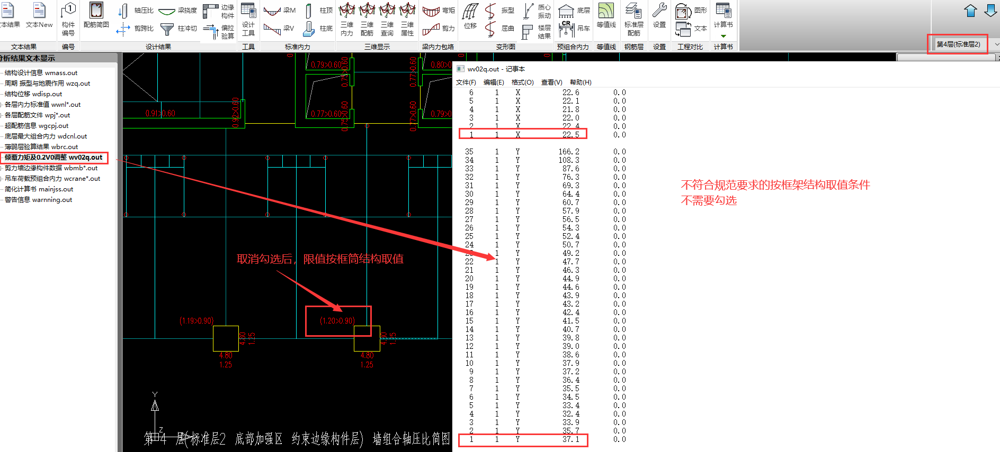 文本结果
文本New
构件
编号
配筋简图
轴压比
剪跨比
梁挠度
柱冲切
边缘
构件
偏拉
验算
设计
工具
梁M
梁V
柱顶
柱底
三维
内力
三维
配筋
三维
查询
三维
属性
弯矩
剪力
位移
振型
屈曲
质心
振动
楼层
结果
底层
CR
吊车
等值线
标准层
配筋
设置
图形
文本
计算书
文本结果
编号
设计结果
工具
标准内力
三维显示
梁内力包络
变形图
预组合内力
等值线
钢筋层
设置
工程对比
计算书
第4层(标准层2)
分析结果文本显示
结构设计信息 wmass.out
周期 振型与地震作用 wzq.out
结构位移 wdisp.out
各层内力标准值 wwnl*.out
各层配筋文件 wpj*.out
超配筋信息 wgcpj.out
底层最大组合内力 wdcnl.out
薄弱层验算结果 wbrc.out
倾覆力矩及0.2V0调整 wv02q.out
剪力墙边缘构件数据 wbmb*.out
吊车荷载预组合内力 wcrane*.out
简化计算书 mainjss.out
警告信息 warnning.out
0.79>0.60
0.75>0.60
0.77>0.60
0.80>0
0.91>0.60
0.92>0.60
0.77>0.60
0.75>0.60
0.77>0.60
0.79>0
取消勾选后，限值按框筒结构取值
(1.19>0.90)
(1.20>0.90)
4.80
1.25
4.80
1.25
4.80
1.25
4.80
1.25
Y
Z
第 4 层(标准层2 底部加强区 约束边缘构件层) 墙组合轴压比简图
wv02q.out - 记事本
文件(F) 编辑(E) 格式(O) 查看(V) 帮助(H)
6 1 X 22.6 0.0
5 1 X 22.1 0.0
4 1 X 21.8 0.0
3 1 X 22.0 0.0
2 1 X 22.4 0.0
1 1 X 22.5 0.0
35 1 Y 166.2 0.0
34 1 Y 108.3 0.0
33 1 Y 87.6 0.0
32 1 Y 76.3 0.0
31 1 Y 69.3 0.0
30 1 Y 64.4 0.0
29 1 Y 60.7 0.0
28 1 Y 57.9 0.0
27 1 Y 56.5 0.0
26 1 Y 54.3 0.0
25 1 Y 52.4 0.0
24 1 Y 50.7 0.0
23 1 Y 49.2 0.0
22 1 Y 47.7 0.0
21 1 Y 46.3 0.0
20 1 Y 44.9 0.0
19 1 Y 44.6 0.0
18 1 Y 43.9 0.0
17 1 Y 43.2 0.0
16 1 Y 42.4 0.0
15 1 Y 41.5 0.0
14 1 Y 40.7 0.0
13 1 Y 39.8 0.0
12 1 Y 39.0 0.0
11 1 Y 38.6 0.0
10 1 Y 37.9 0.0
9 1 Y 37.2 0.0
8 1 Y 36.4 0.0
7 1 Y 35.5 0.0
6 1 Y 34.5 0.0
5 1 Y 33.4 0.0
4 1 Y 32.4 0.0
3 1 Y 33.9 0.0
2 1 Y 35.7 0.0
1 1 Y 37.1 0.0
不符合规范要求的按框架结构取值条件
不需要勾选